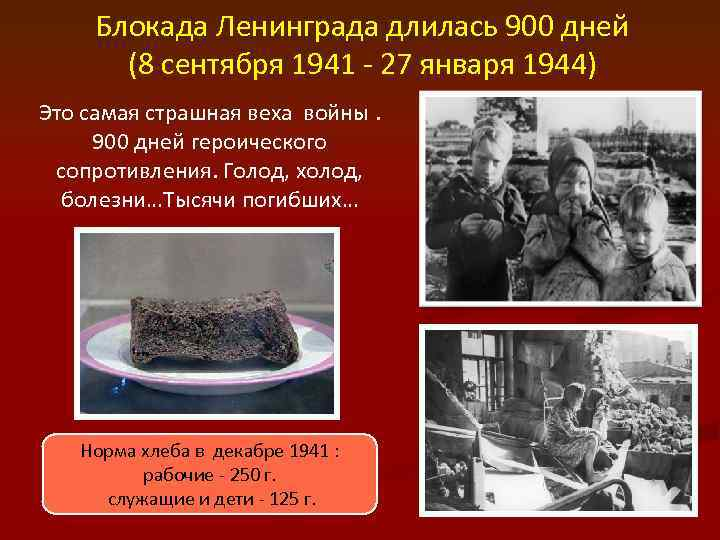 Блокада Ленинграда длилась 900 дней
(8 сентября 1941 - 27 января 1944)
Это самая страшная веха войны .
900 дней героического
сопротивления. Голод, холод,
болезни…Тысячи погибших…
Норма хлеба в декабре 1941 :
рабочие - 250 г.
служащие и дети - 125 г.